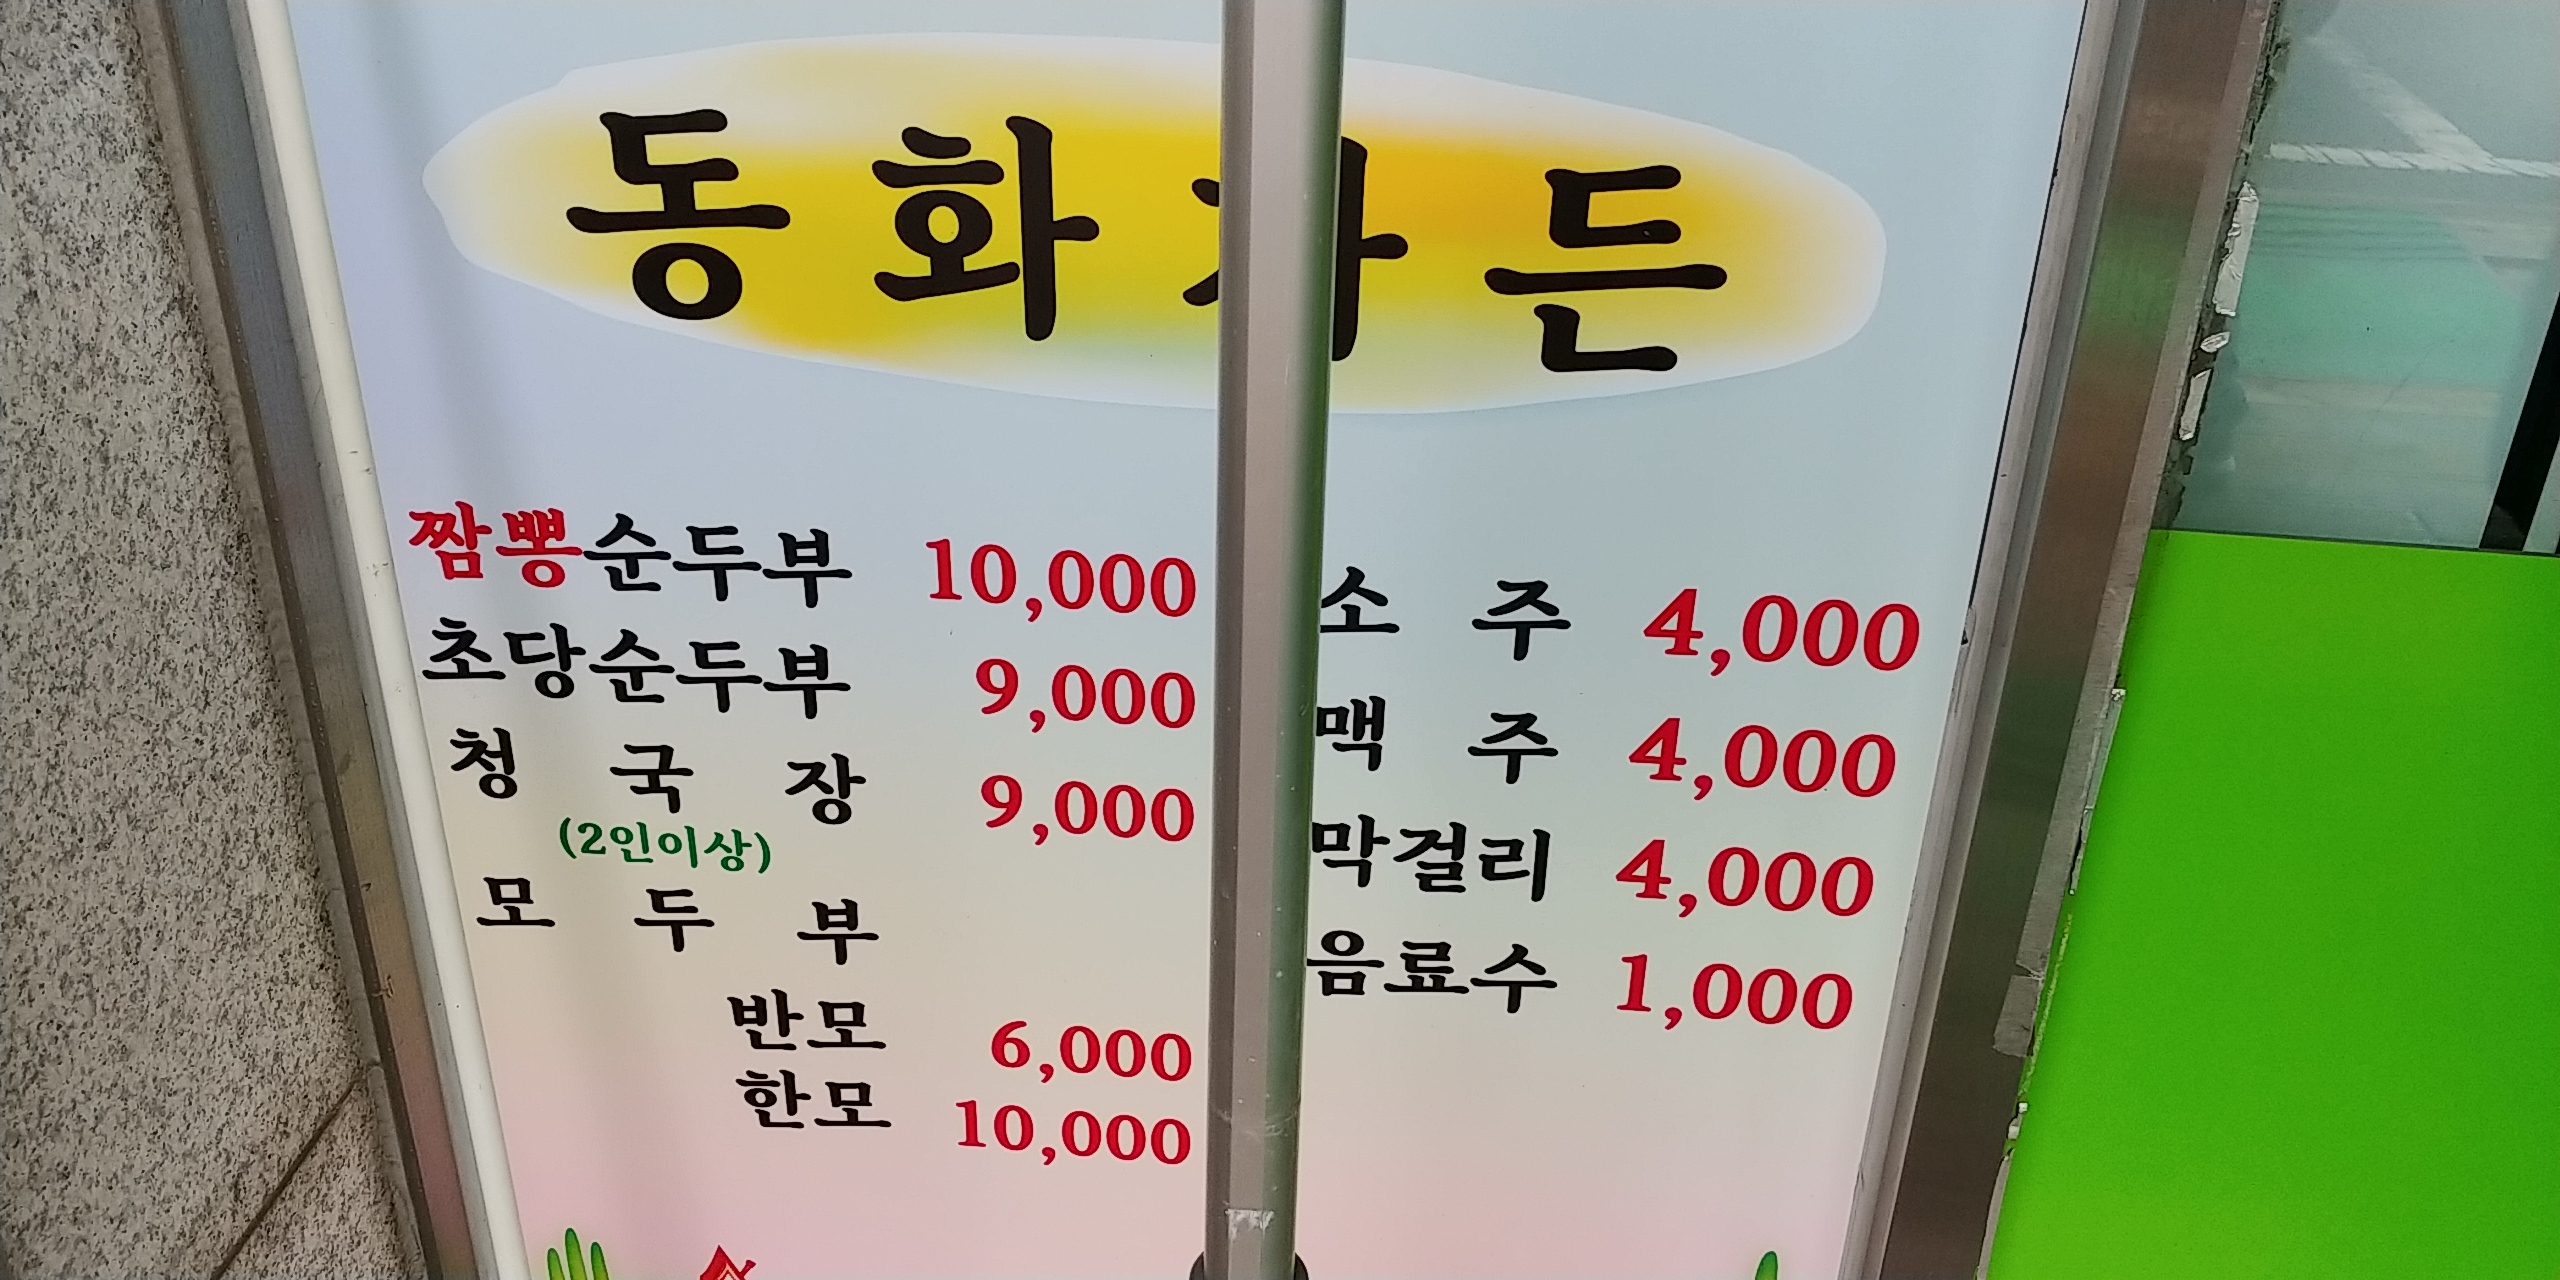 동화가든
짬뽕순두부 10,000
초당순두부 9,000
청국장 9,000
(2인이상)
모두부
반모 6,000
한모 10,000
소주 4,000
맥주 4,000
막걸리 4,000
음료수 1,000